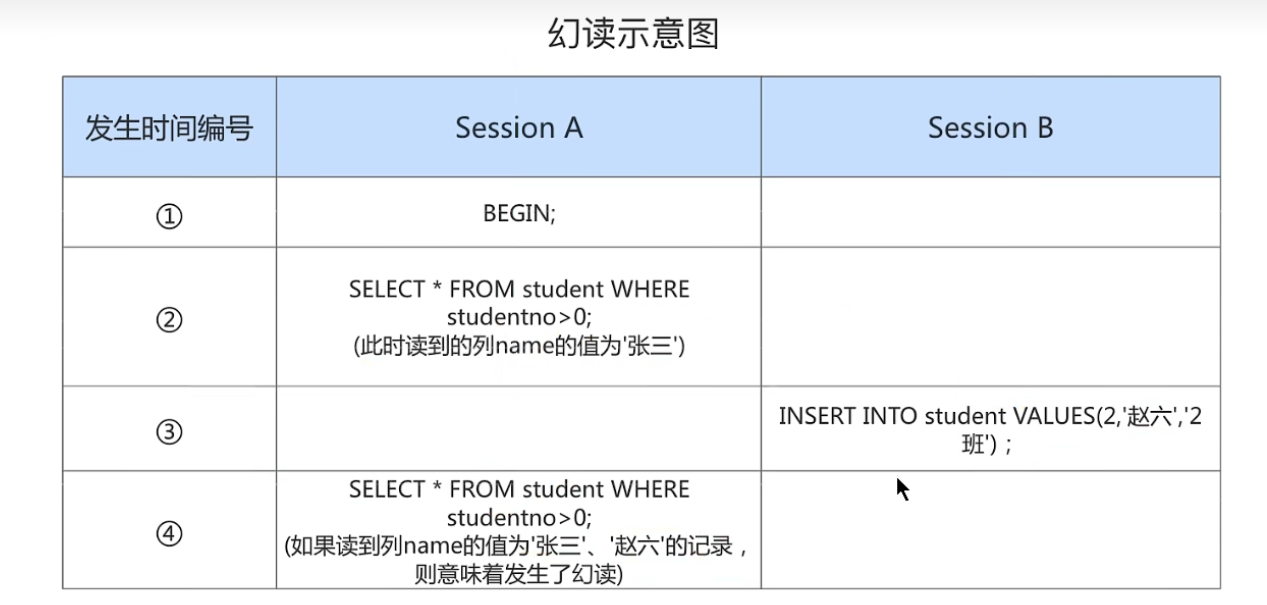 幻读示意图
发生时间编号
Session A
Session B
①
BEGIN;
②
SELECT * FROM student WHERE
studentno>0;
(此时读到的列name的值为'张三')
③
INSERT INTO student VALUES(2,'赵六','2
班') ;
④
SELECT * FROM student WHERE
studentno>0;
(如果读到列name的值为'张三'、'赵六'的记录，
则意味着发生了幻读)